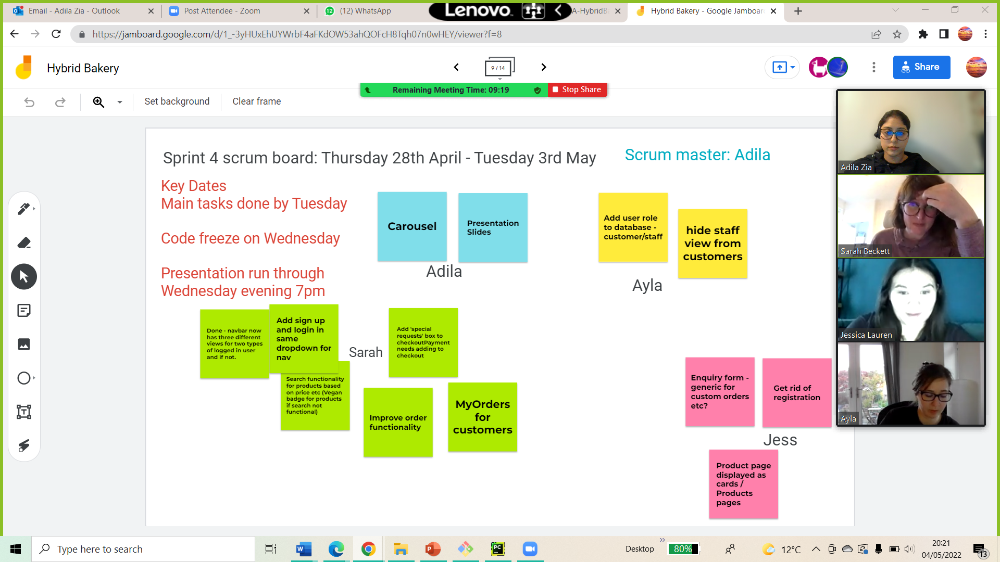 Email - Adila Zia - Outlook
Post Attendee - Zoom
(12) WhatsApp
Lenovo
A-HybridB
Hybrid Bakery - Google Jamboard
https://jamboard.google.com/d/1_-3yHUxEhUYWrbF4aFKdOW53ahQOFcH8Tqh07n0wHEY/viewer?f=8
Hybrid Bakery
9 / 14
Share
Remaining Meeting Time: 09:19
Stop Share
Set background
Clear frame
Sprint 4 scrum board: Thursday 28th April - Tuesday 3rd May
Scrum master: Adila
Key Dates
Main tasks done by Tuesday
Code freeze on Wednesday
Presentation run through
Wednesday evening 7pm
Carousel
Presentation
Slides
Adila
Add user role
to database -
customer/staff
hide staff
view from
customers
Ayla
Done - navbar now
has three different
views for two types
of logged in user
and if not.
Add sign up
and login in
same
dropdown for
nav
Sarah
Add 'special
requests' box to
checkoutPayment
needs adding to
checkout
Search functionality
for products based
on price etc (Vegan
badge for products
if search not
functional)
Improve order
functionality
MyOrders
for
customers
Enquiry form -
generic for
custom orders
etc?
Get rid of
registration
Jess
Product page
displayed as
cards /
Products
pages
Adila Zia
Sarah Beckett
Jessica Lauren
Ayla
Type here to search
Desktop
80%
12°C
20:21
04/05/2022
13